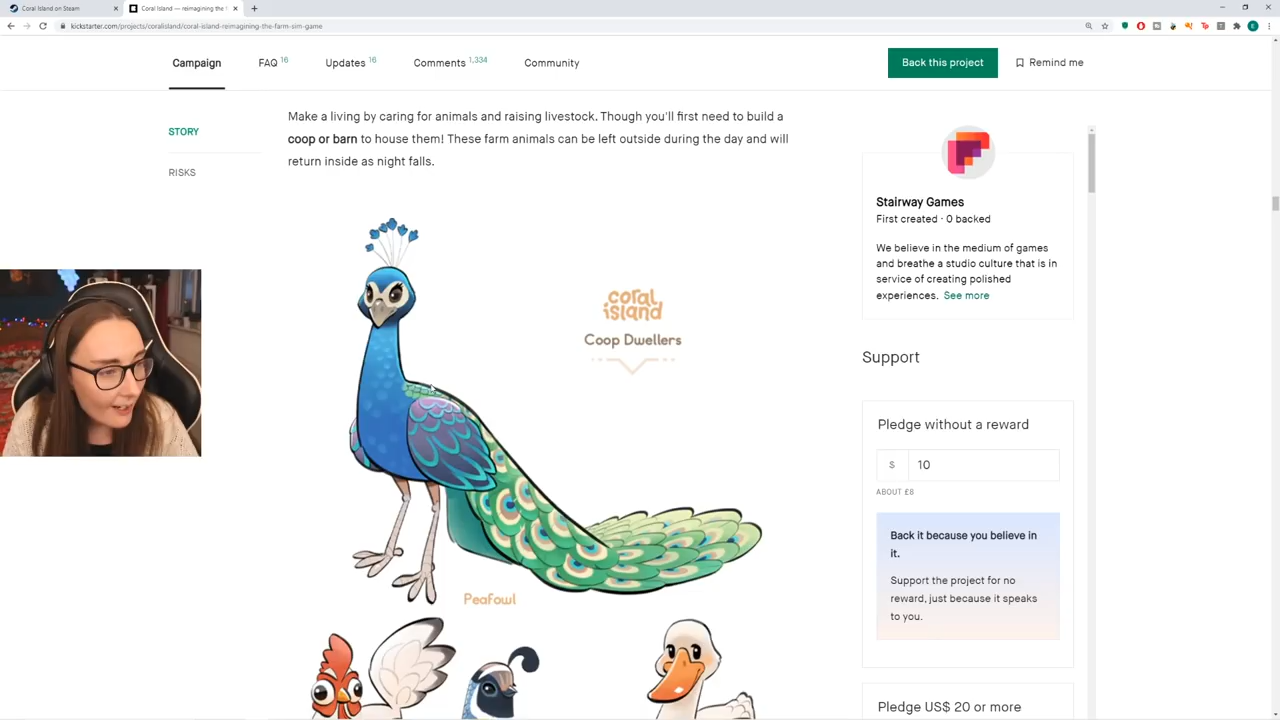 Coral Island on Steam
Coral Island — reimagining the
kickstarter.com/projects/coralisland/coral-island-reimagining-the-farm-sim-game
Campaign
FAQ 16
Updates 16
Comments 1,334
Community
Back this project
Remind me
STORY
RISKS
Make a living by caring for animals and raising livestock. Though you'll first need to build a
coop or barn to house them! These farm animals can be left outside during the day and will
return inside as night falls.
coral
island
Coop Dwellers
Peafowl
Stairway Games
First created · 0 backed
We believe in the medium of games
and breathe a studio culture that is in
service of creating polished
experiences. See more
Support
Pledge without a reward
$ 10
ABOUT £8
Back it because you believe in
it.
Support the project for no
reward, just because it speaks
to you.
Pledge US$ 20 or more